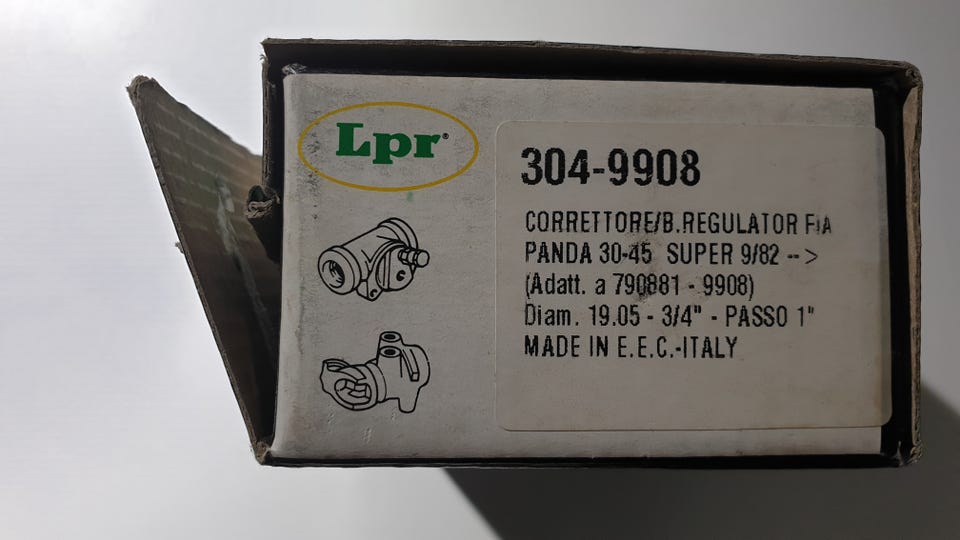 Lpr®
304-9908
CORRETTORE/B.REGULATOR FIA
PANDA 30-45 SUPER 9/82 -->
(Adatt. a 790881 - 9908)
Diam. 19.05 - 3/4" - PASSO 1"
MADE IN E.E.C.-ITALY